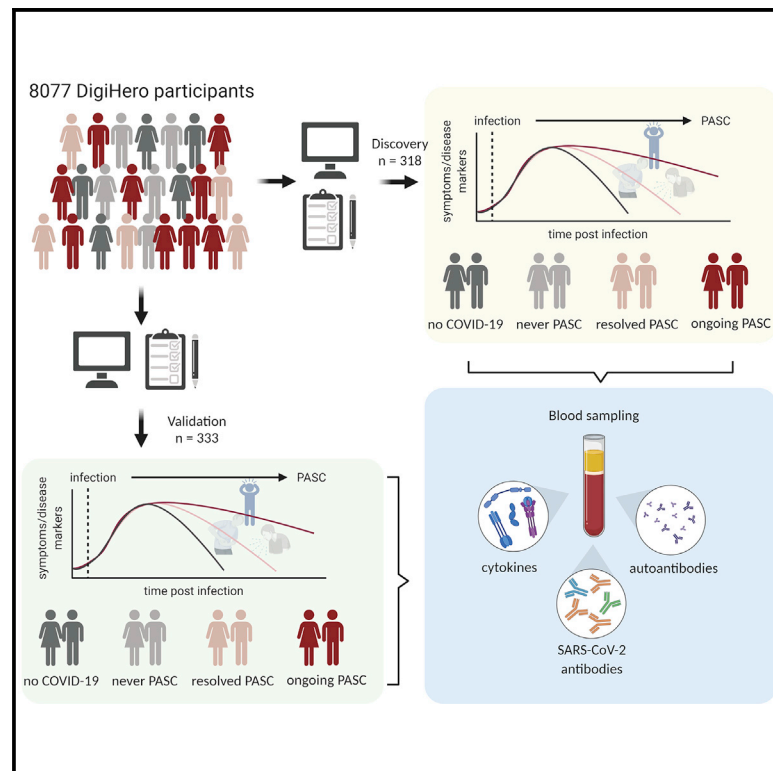 8077 DigiHero participants
Discovery
n = 318
infection
PASC
symptoms/disease
markers
time post infection
no COVID-19
never PASC
resolved PASC
ongoing PASC
Validation
n = 333
infection
PASC
symptoms/disease
markers
time post infection
no COVID-19
never PASC
resolved PASC
ongoing PASC
Blood sampling
cytokines
autoantibodies
SARS-CoV-2
antibodies